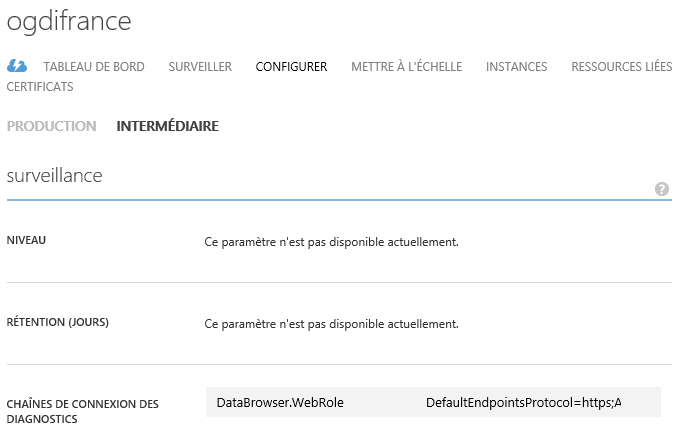 ogdifrance
TABLEAU DE BORD SURVEILLER CONFIGURER METTRE À L'ÉCHELLE INSTANCES RESSOURCES LIÉES
CERTIFICATS
PRODUCTION INTERMÉDIAIRE
surveillance
?
NIVEAU Ce paramètre n'est pas disponible actuellement.
RÉTENTION (JOURS) Ce paramètre n'est pas disponible actuellement.
CHAÎNES DE CONNEXION DES DataBrowser.WebRole DefaultEndpointsProtocol=https;A
DIAGNOSTICS